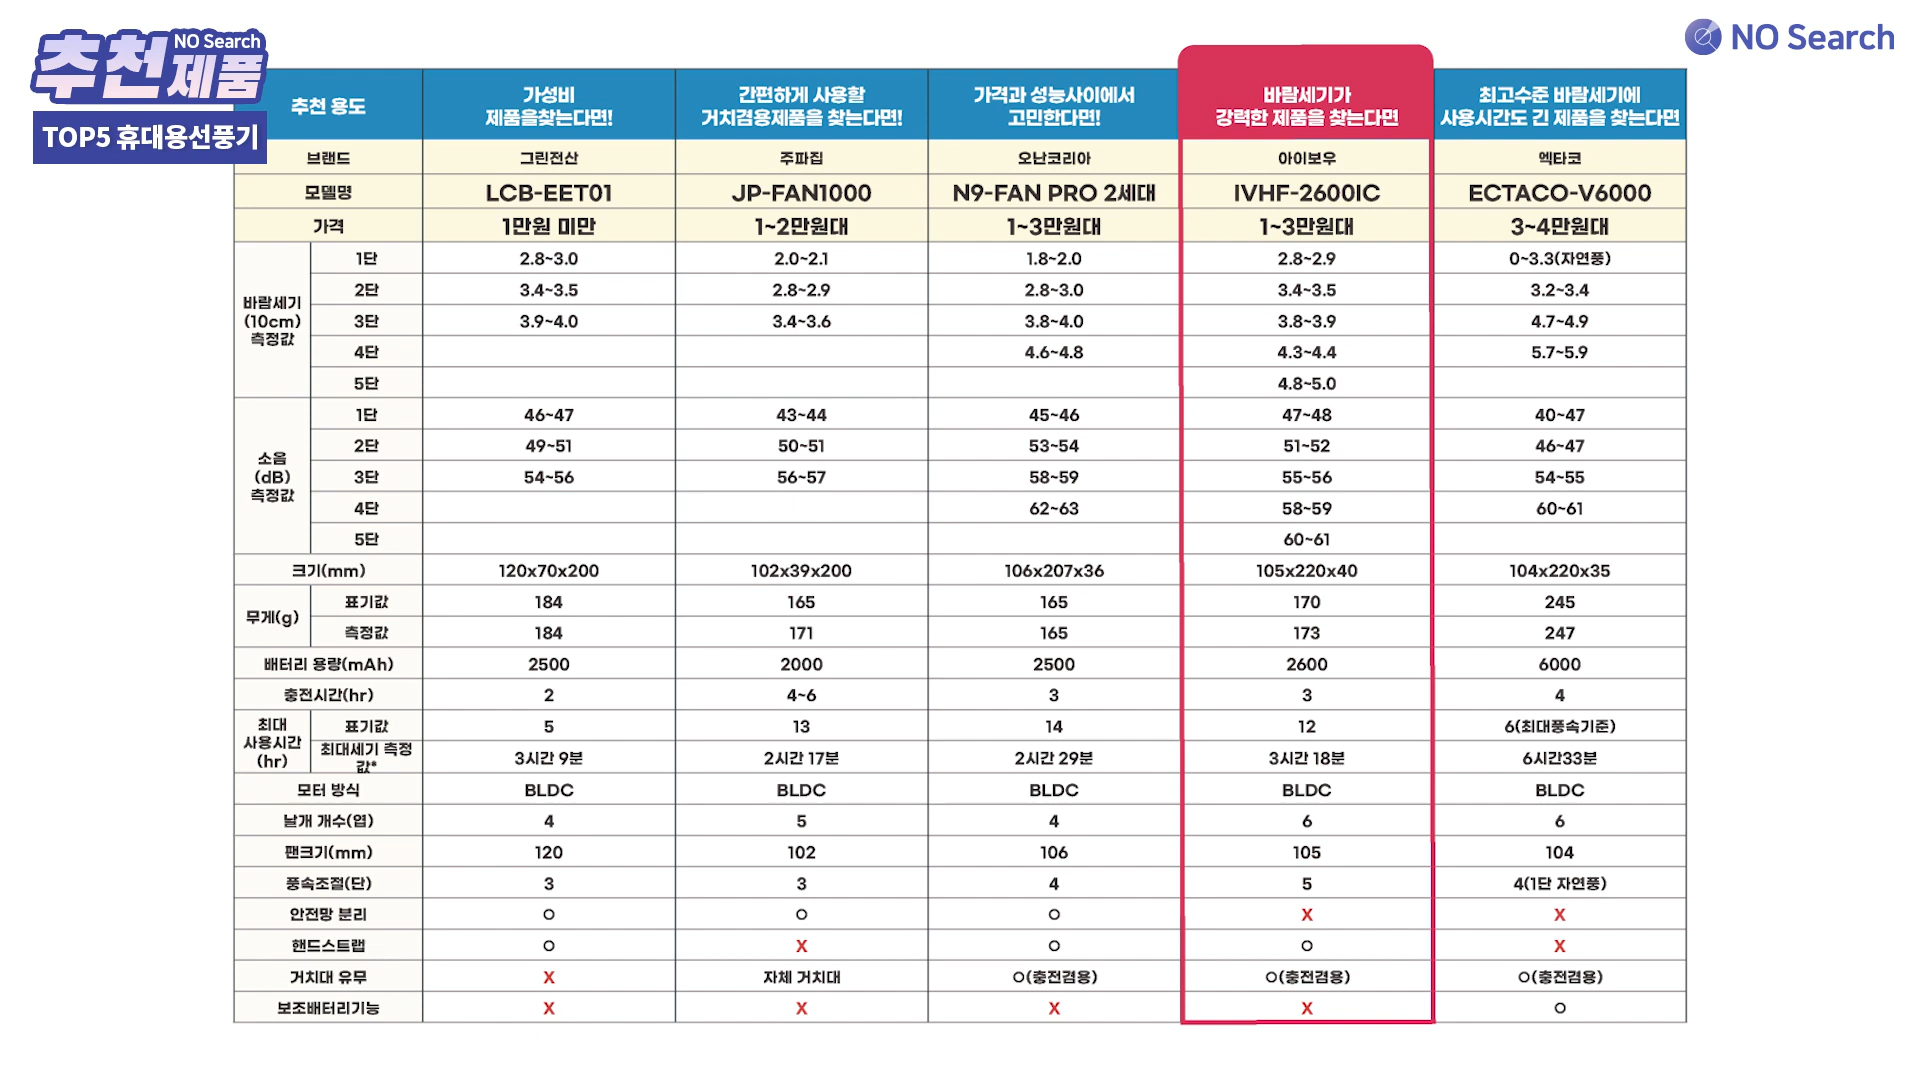 추천 NO Search 제품
TOP5 휴대용선풍기
NO Search
추천 용도 | 가성비 제품을찾는다면! | 간편하게 사용할 거치겸용제품을 찾는다면! | 가격과 성능사이에서 고민한다면! | 바람세기가 강력한 제품을 찾는다면 | 최고수준 바람세기에 사용시간도 긴 제품을 찾는다면
브랜드 | 그린전산 | 주파집 | 오난코리아 | 아이보우 | 엑타코
모델명 | LCB-EET01 | JP-FAN1000 | N9-FAN PRO 2세대 | IVHF-2600IC | ECTACO-V6000
가격 | 1만원 미만 | 1~2만원대 | 1~3만원대 | 1~3만원대 | 3~4만원대
바람세기 (10cm) 측정값
1단 | 2.8~3.0 | 2.0~2.1 | 1.8~2.0 | 2.8~2.9 | 0~3.3(자연풍)
2단 | 3.4~3.5 | 2.8~2.9 | 2.8~3.0 | 3.4~3.5 | 3.2~3.4
3단 | 3.9~4.0 | 3.4~3.6 | 3.8~4.0 | 3.8~3.9 | 4.7~4.9
4단 | 4.6~4.8 | 4.3~4.4 | 5.7~5.9
5단 | 4.8~5.0
소음 (dB) 측정값
1단 | 46~47 | 43~44 | 45~46 | 47~48 | 40~47
2단 | 49~51 | 50~51 | 53~54 | 51~52 | 46~47
3단 | 54~56 | 56~57 | 58~59 | 55~56 | 54~55
4단 | 62~63 | 58~59 | 60~61
5단 | 60~61
크기(mm) | 120x70x200 | 102x39x200 | 106x207x36 | 105x220x40 | 104x220x35
무게(g)
표기값 | 184 | 165 | 165 | 170 | 245
측정값 | 184 | 171 | 165 | 173 | 247
배터리 용량(mAh) | 2500 | 2000 | 2500 | 2600 | 6000
충전시간(hr) | 2 | 4~6 | 3 | 3 | 4
최대 사용시간 (hr)
표기값 | 5 | 13 | 14 | 12 | 6(최대풍속기준)
최대세기 측정값* | 3시간 9분 | 2시간 17분 | 2시간 29분 | 3시간 18분 | 6시간33분
모터 방식 | BLDC | BLDC | BLDC | BLDC | BLDC
날개 개수(엽) | 4 | 5 | 4 | 6 | 6
팬크기(mm) | 120 | 102 | 106 | 105 | 104
풍속조절(단) | 3 | 3 | 4 | 5 | 4(1단 자연풍)
안전망 분리 | O | O | O | X | X
핸드스트랩 | O | X | O | O | X
거치대 유무 | X | 자체 거치대 | O(충전겸용) | O(충전겸용) | O(충전겸용)
보조배터리기능 | X | X | X | X | O